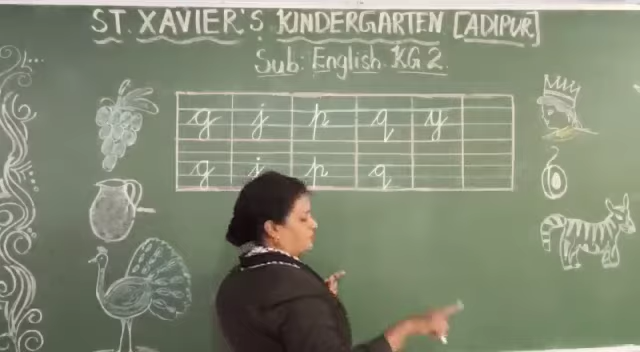 ST. XAVIER'S KINDERGARTEN [ADIPUR]
Sub: English KG 2.
g j p q y
g j p q